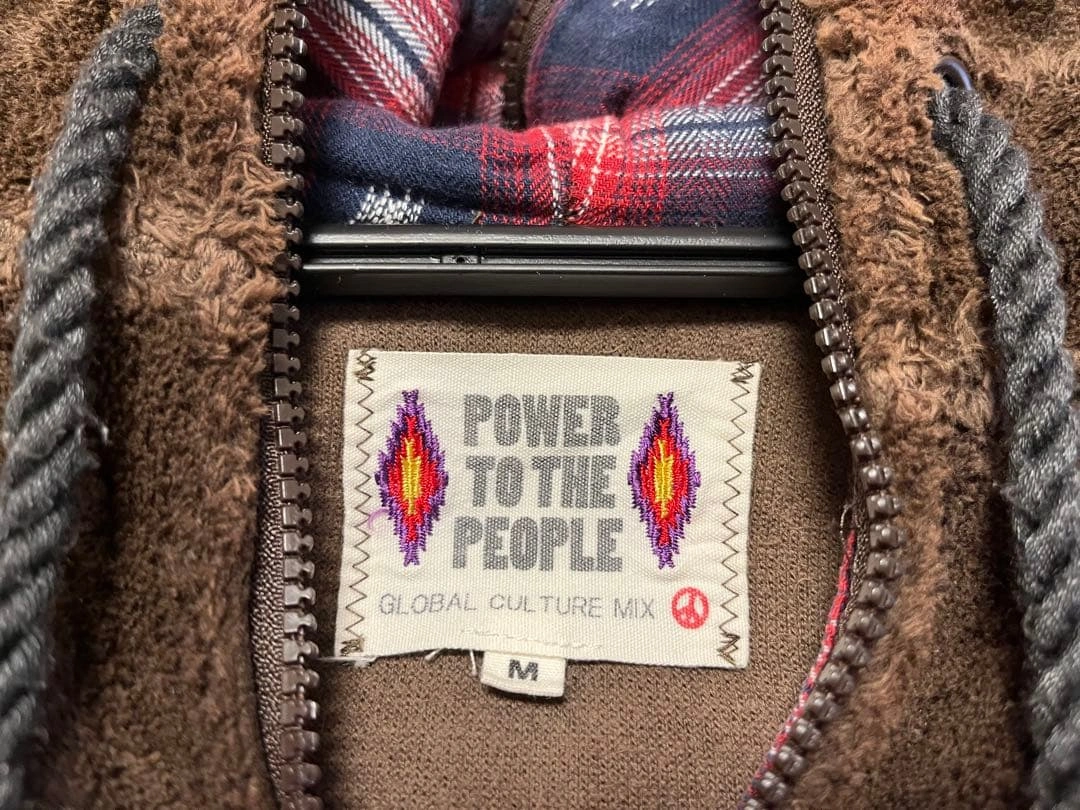 POWER
TO THE
PEOPLE
GLOBAL CULTURE MIX
M